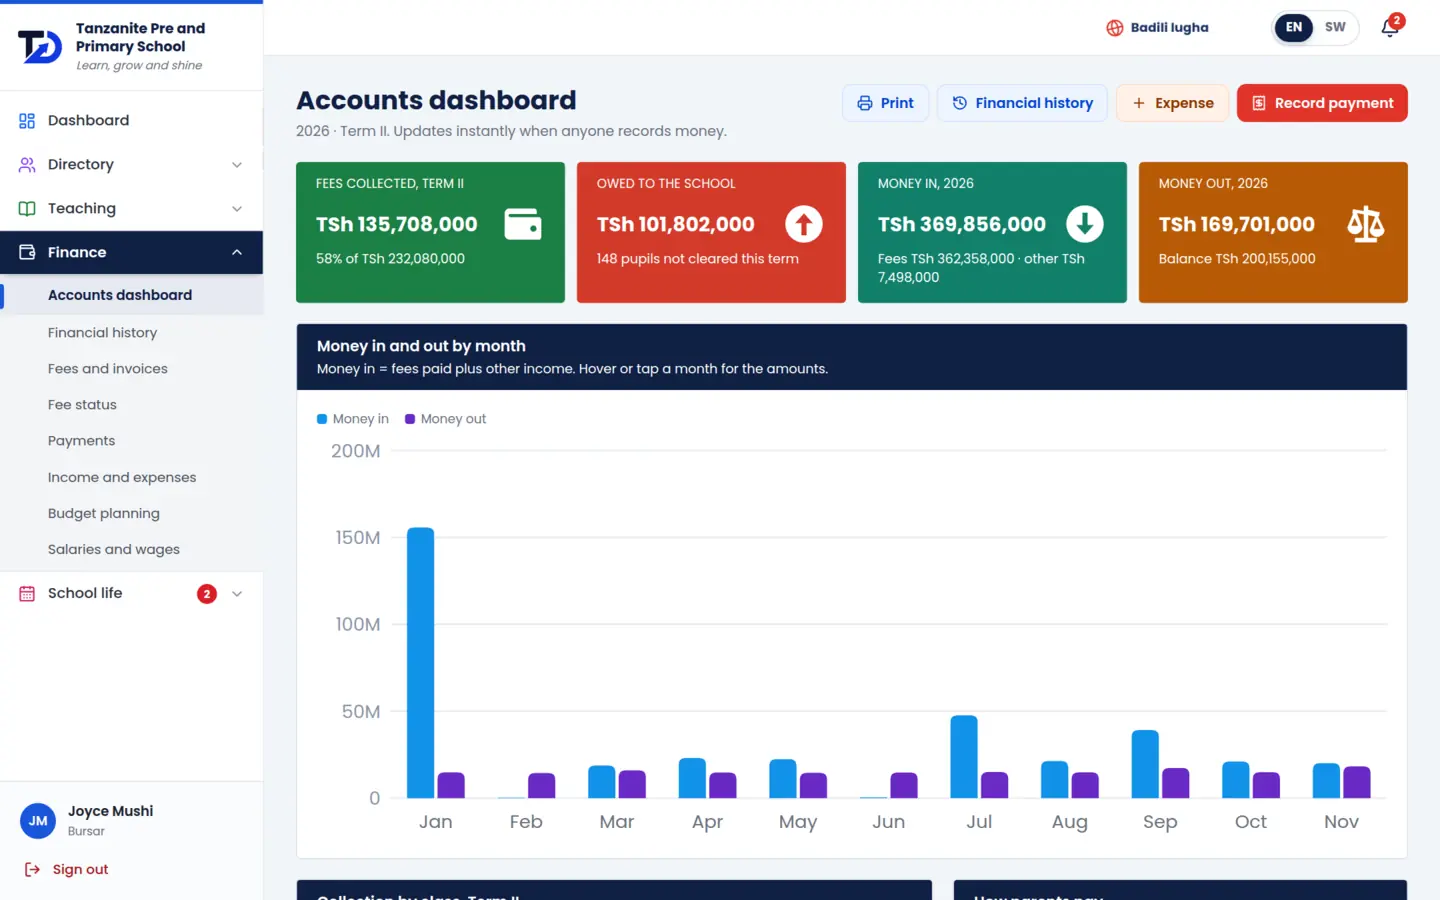 Tanzanite Pre and
Primary School
Learn, grow and shine
Dashboard
Directory
Teaching
Finance
Accounts dashboard
Financial history
Fees and invoices
Fee status
Payments
Income and expenses
Budget planning
Salaries and wages
School life
2
JM
Joyce Mushi
Bursar
Sign out
Badili lugha
EN
SW
2
Accounts dashboard
2026 · Term II. Updates instantly when anyone records money.
Print
Financial history
+ Expense
Record payment
FEES COLLECTED, TERM II
TSh 135,708,000
58% of TSh 232,080,000
OWED TO THE SCHOOL
TSh 101,802,000
148 pupils not cleared this term
MONEY IN, 2026
TSh 369,856,000
Fees TSh 362,358,000 · other TSh
7,498,000
MONEY OUT, 2026
TSh 169,701,000
Balance TSh 200,155,000
Money in and out by month
Money in = fees paid plus other income. Hover or tap a month for the amounts.
Money in
Money out
200M
150M
100M
50M
0
Jan Feb Mar Apr May Jun Jul Aug Sep Oct Nov
Collection by class, Term II
How parents pay